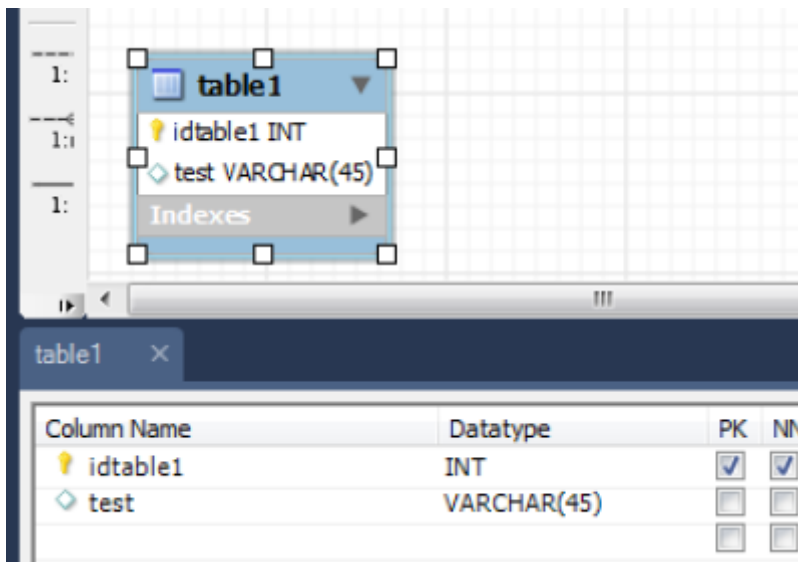 1:
table1
idtable1 INT
1:n
test VARCHAR(45)
1:
Indexes
table1
Column Name Datatype PK NN
idtable1 INT
test VARCHAR(45)